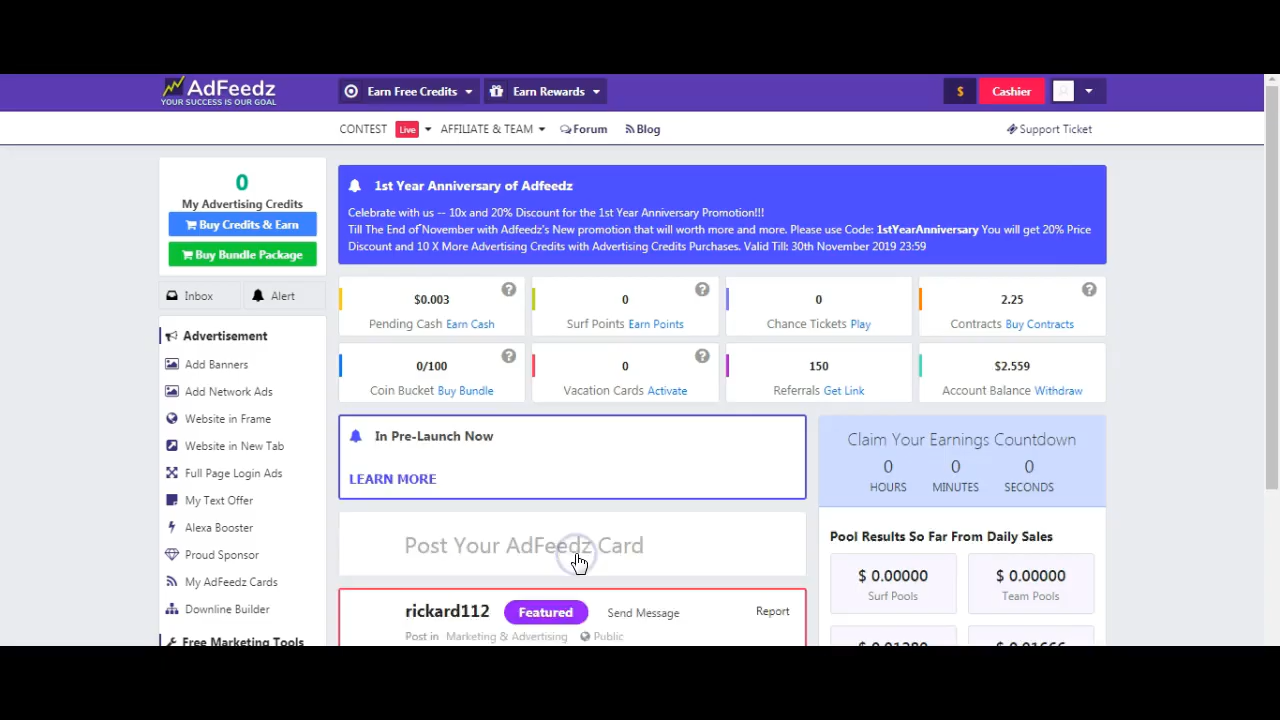 AdFeedz
YOUR SUCCESS IS OUR GOAL
Earn Free Credits
Earn Rewards
$
Cashier
CONTEST Live
AFFILIATE & TEAM
Forum
Blog
Support Ticket
0
My Advertising Credits
Buy Credits & Earn
Buy Bundle Package
Inbox
Alert
Advertisement
Add Banners
Add Network Ads
Website in Frame
Website in New Tab
Full Page Login Ads
My Text Offer
Alexa Booster
Proud Sponsor
My AdFeedz Cards
Downline Builder
Free Marketing Tools
1st Year Anniversary of Adfeedz
Celebrate with us -- 10x and 20% Discount for the 1st Year Anniversary Promotion!!!
Till The End of November with Adfeedz's New promotion that will worth more and more. Please use Code: 1stYearAnniversary You will get 20% Price
Discount and 10 X More Advertising Credits with Advertising Credits Purchases. Valid Till: 30th November 2019 23:59
$0.003
Pending Cash Earn Cash
0
Surf Points Earn Points
0
Chance Tickets Play
2.25
Contracts Buy Contracts
0/100
Coin Bucket Buy Bundle
0
Vacation Cards Activate
150
Referrals Get Link
$2.559
Account Balance Withdraw
In Pre-Launch Now
LEARN MORE
Post Your AdFeedz Card
rickard112 Featured Send Message Report
Post in Marketing & Advertising Public
Claim Your Earnings Countdown
0 0 0
HOURS MINUTES SECONDS
Pool Results So Far From Daily Sales
$ 0.00000
Surf Pools
$ 0.00000
Team Pools